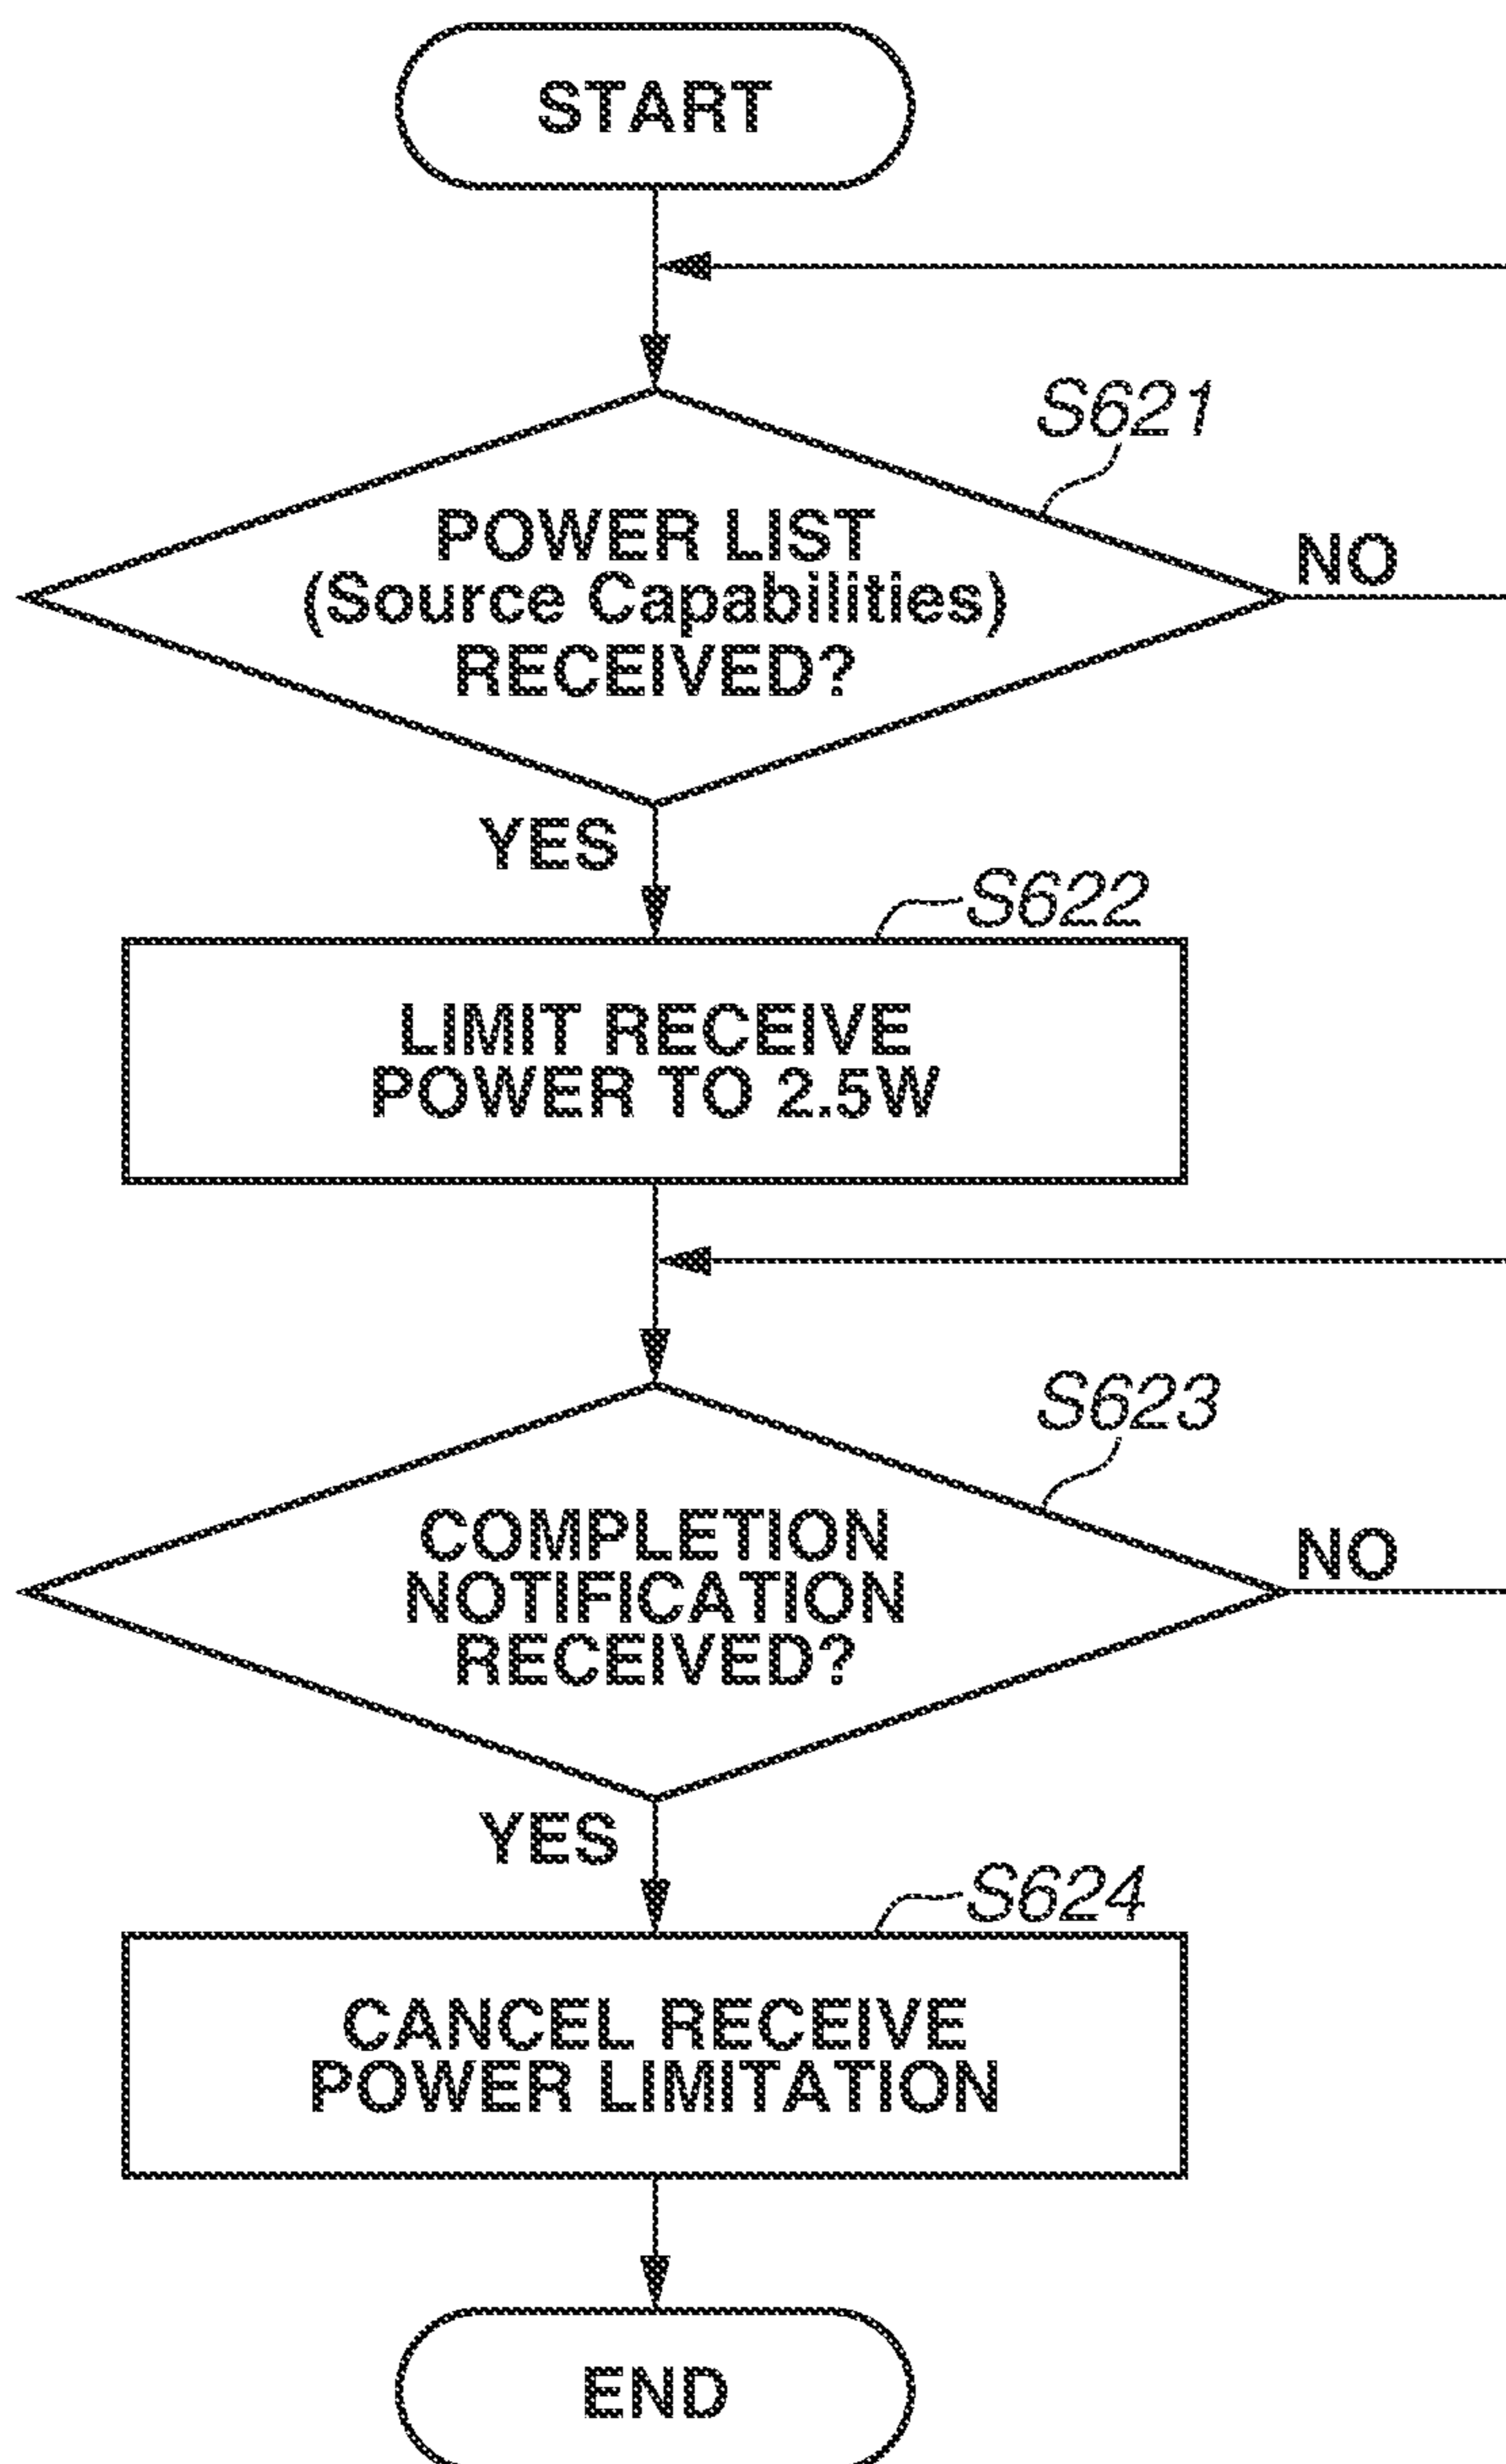 START
S621
POWER LIST
(Source Capabilities)
RECEIVED?
NO
YES
S622
LIMIT RECEIVE
POWER TO 2.5W
S623
COMPLETION
NOTIFICATION
RECEIVED?
NO
YES
S624
CANCEL RECEIVE
POWER LIMITATION
END